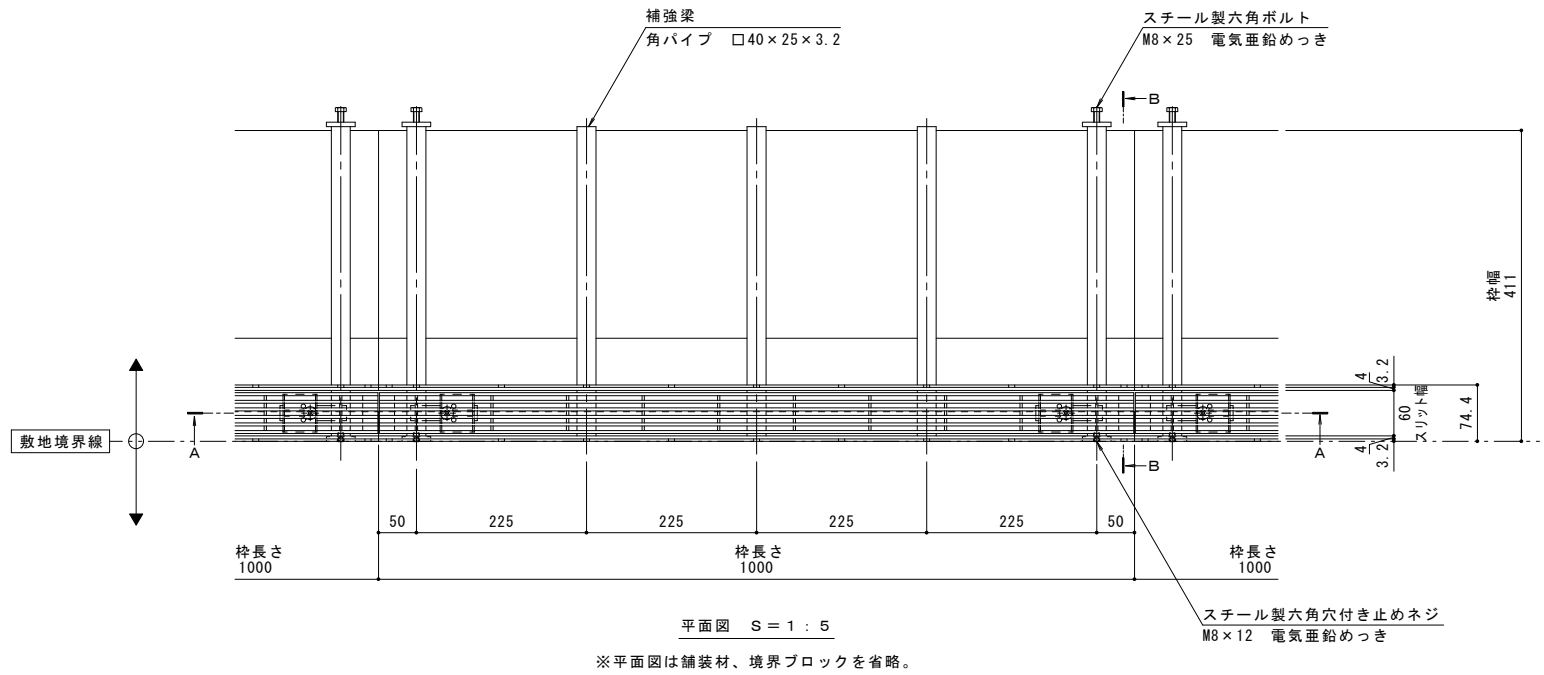 補強梁
角パイプ □40×25×3.2
スチール製六角ボルト
M8×25 電気亜鉛めっき
B
枠幅
411
4
3.2
60
スリット幅
74.4
4
3.2
敷地境界線
A
A
B
50
225
225
225
225
50
枠長さ
1000
枠長さ
1000
枠長さ
1000
スチール製六角穴付き止めネジ
M8×12 電気亜鉛めっき
平面図 S=1:5
※平面図は舗装材、境界ブロックを省略。